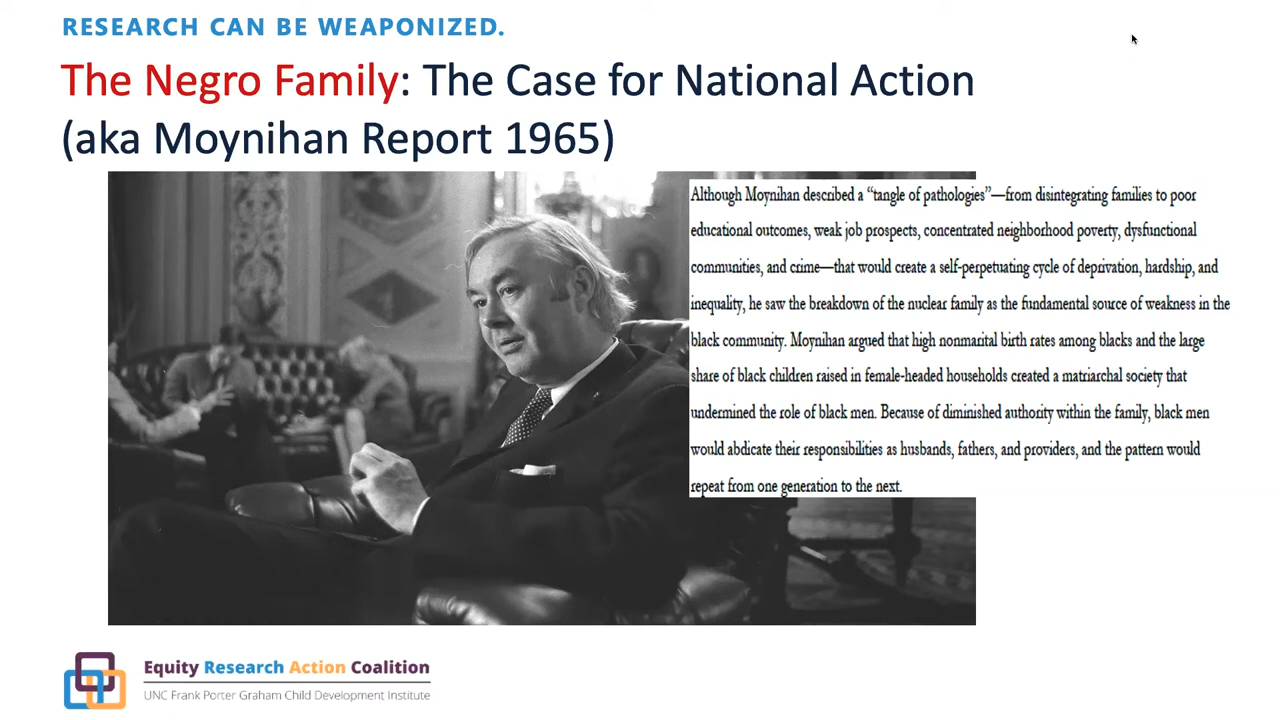 RESEARCH CAN BE WEAPONIZED.
The Negro Family: The Case for National Action
(aka Moynihan Report 1965)
Although Moynihan described a “tangle of pathologies”—from disintegrating families to poor
educational outcomes, weak job prospects, concentrated neighborhood poverty, dysfunctional
communities, and crime—that would create a self-perpetuating cycle of deprivation, hardship, and
inequality, he saw the breakdown of the nuclear family as the fundamental source of weakness in the
black community. Moynihan argued that high nonmarital birth rates among blacks and the large
share of black children raised in female-headed households created a matriarchal society that
undermined the role of black men. Because of diminished authority within the family, black men
would abdicate their responsibilities as husbands, fathers, and providers, and the pattern would
repeat from one generation to the next.
Equity Research Action Coalition
UNC Frank Porter Graham Child Development Institute